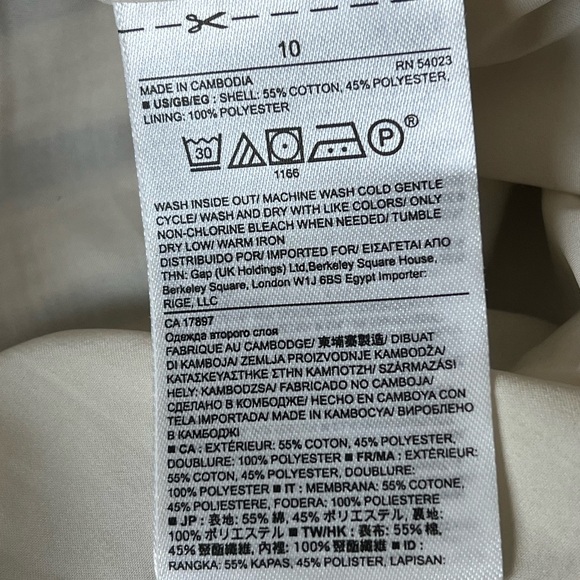 10
MADE IN CAMBODIA RN 54023
■ US/GB/EG : SHELL: 55% COTTON, 45% POLYESTER,
LINING: 100% POLYESTER
30 P®
1166
WASH INSIDE OUT/ MACHINE WASH COLD GENTLE
CYCLE/ WASH AND DRY WITH LIKE COLORS/ ONLY
NON-CHLORINE BLEACH WHEN NEEDED/ TUMBLE
DRY LOW/ WARM IRON
DISTRIBUIDO POR/ IMPORTED FOR/ ΕΙΣΑΓΕΤΑΙ ΑΠΟ
ΤΗΝ: Gap (UK Holdings) Ltd,Berkeley Square House,
Berkeley Square, London W1J 6BS Egypt Importer:
RIGE, LLC
CA 17897
Одежда второго слоя
FABRIQUÉ AU CAMBODGE/ 東埔寨製造/ DIBUAT
DI KAMBOJA/ ZEMLJA PROIZVODNJE KAMBODŽA/
ΚΑΤΑΣΚΕΥΑΣΤΗΚΕ ΣΤΗΝ ΚΑΜΠΟΤΖΗ/ SZÁRMAZÁSI
HELY: KAMBODZSA/ FABRICADO NO CAMBOJA/
СДЕЛАНО В КОМБОДЖЕ/ HECHO EN CAMBOYA CON
TELA IMPORTADA/ MADE IN KAMBOÇYA/ ВИРОБЛЕНО
В КАМБОДЖІ
■ CA : EXTÉRIEUR: 55% COTON, 45% POLYESTER,
DOUBLURE: 100% POLYESTER ■ FR/MA : EXTÉRIEUR:
55% COTON, 45% POLYESTER, DOUBLURE:
100% POLYESTER ■ IT : MEMBRANA: 55% COTONE,
45% POLIESTERE, FODERA: 100% POLIESTERE
■ JP : 表地: 55% 綿, 45% ポリエステル, 裏地:
100% ポリエステル ■ TW/HK : 表布: 55% 棉,
45% 聚酯纖維, 內裡: 100% 聚酯纖維 ■ ID :
RANGKA: 55% KAPAS, 45% POLIESTER, LAPISAN: